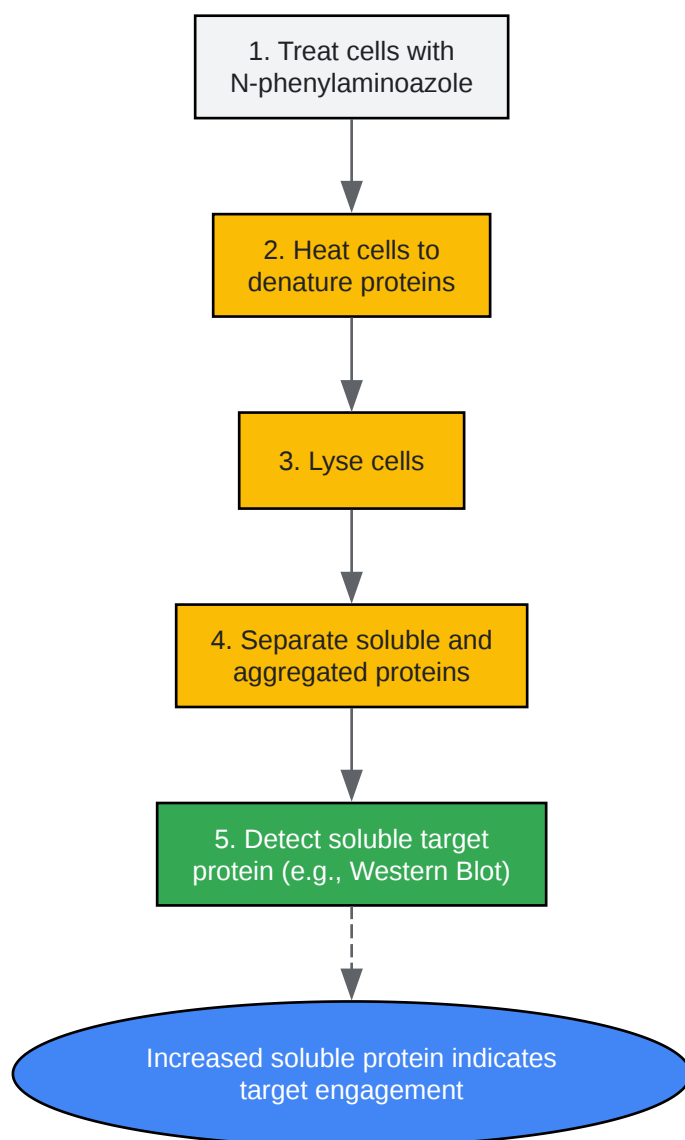 1. Treat cells with
N-phenylaminoazole
2. Heat cells to
denature proteins
3. Lyse cells
4. Separate soluble and
aggregated proteins
5. Detect soluble target
protein (e.g., Western Blot)
Increased soluble protein indicates
target engagement